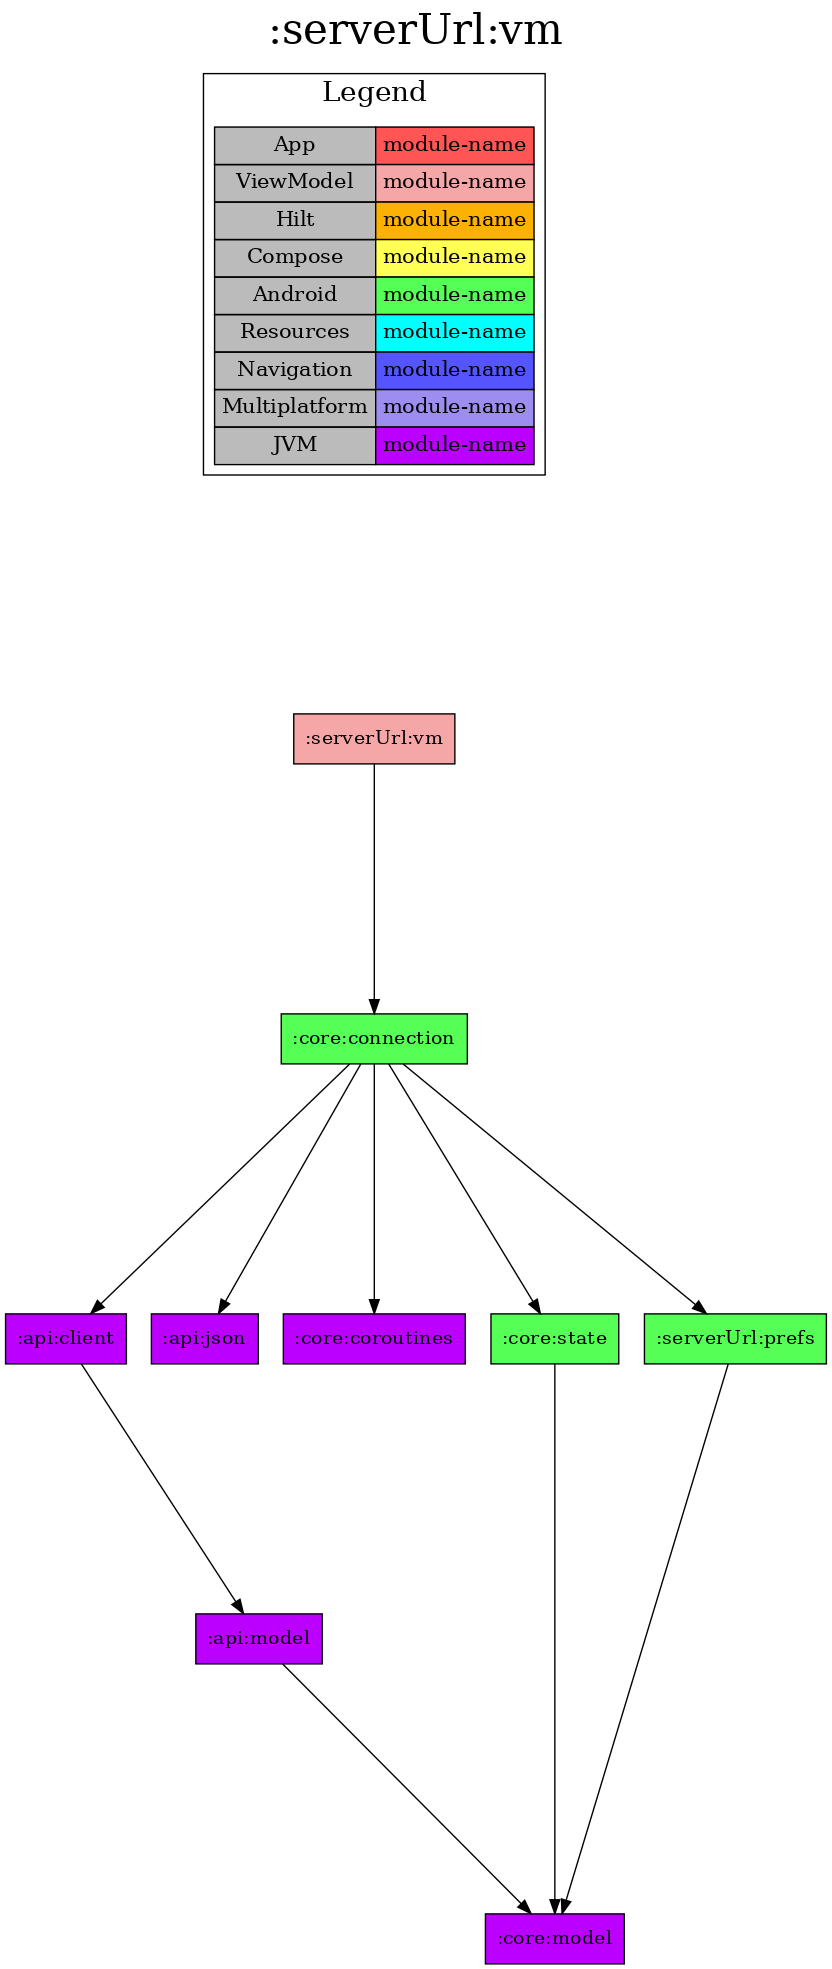 :serverUrl:vm
Legend
App module-name
ViewModel module-name
Hilt module-name
Compose module-name
Android module-name
Resources module-name
Navigation module-name
Multiplatform module-name
JVM module-name
:serverUrl:vm
:core:connection
:api:client :api:json :core:coroutines :core:state :serverUrl:prefs
:api:model
:core:model